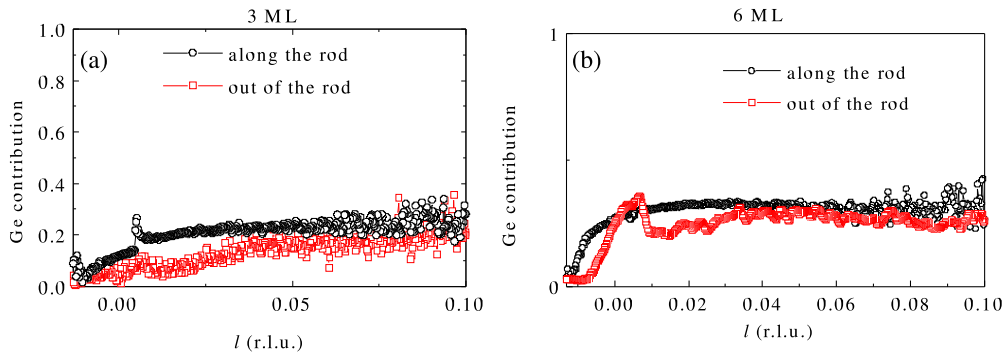 3 ML
(a)
along the rod
out of the rod
Ge contribution
1.0
0.8
0.6
0.4
0.2
0.0
0.00
0.05
0.10
l (r.l.u.)
6 ML
(b)
along the rod
out of the rod
Ge contribution
1
0
0.00
0.02
0.04
0.06
0.08
0.10
l (r.l.u.)